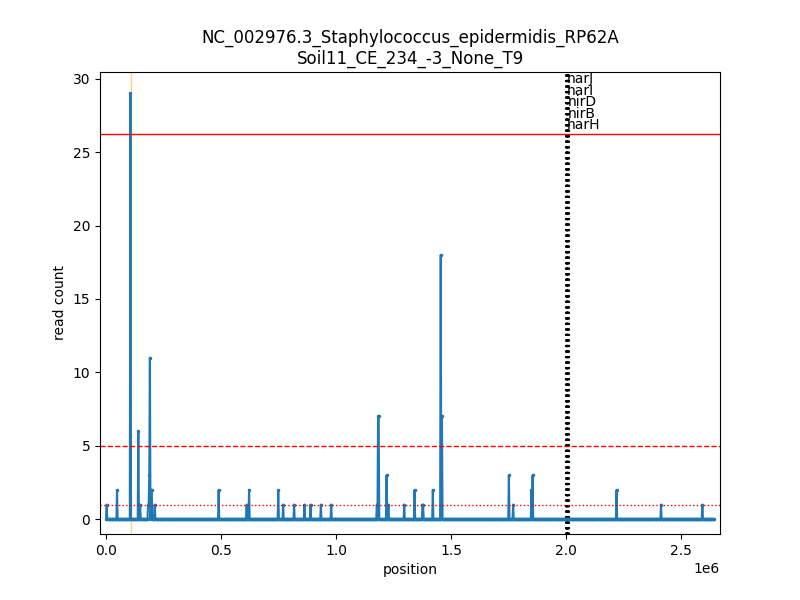 NC_002976.3_Staphylococcus_epidermidis_RP62A
Soil11_CE_234_-3_None_T9
narJ
narI
nirD
nirB
narH
30
25
20
15
10
5
0
read count
0.0 0.5 1.0 1.5 2.0 2.5
1e6
position